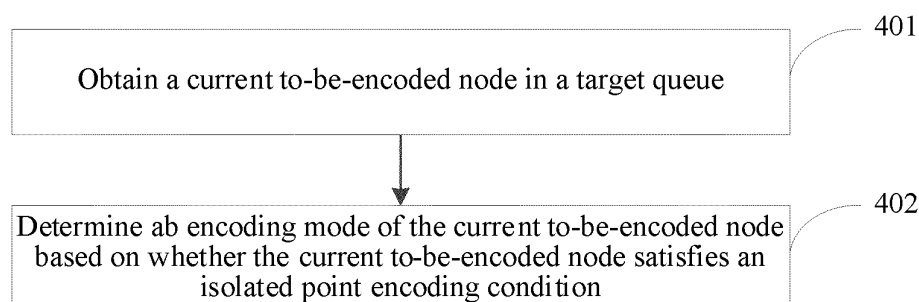 401
Obtain a current to-be-encoded node in a target queue
402
Determine ab encoding mode of the current to-be-encoded node
based on whether the current to-be-encoded node satisfies an
isolated point encoding condition